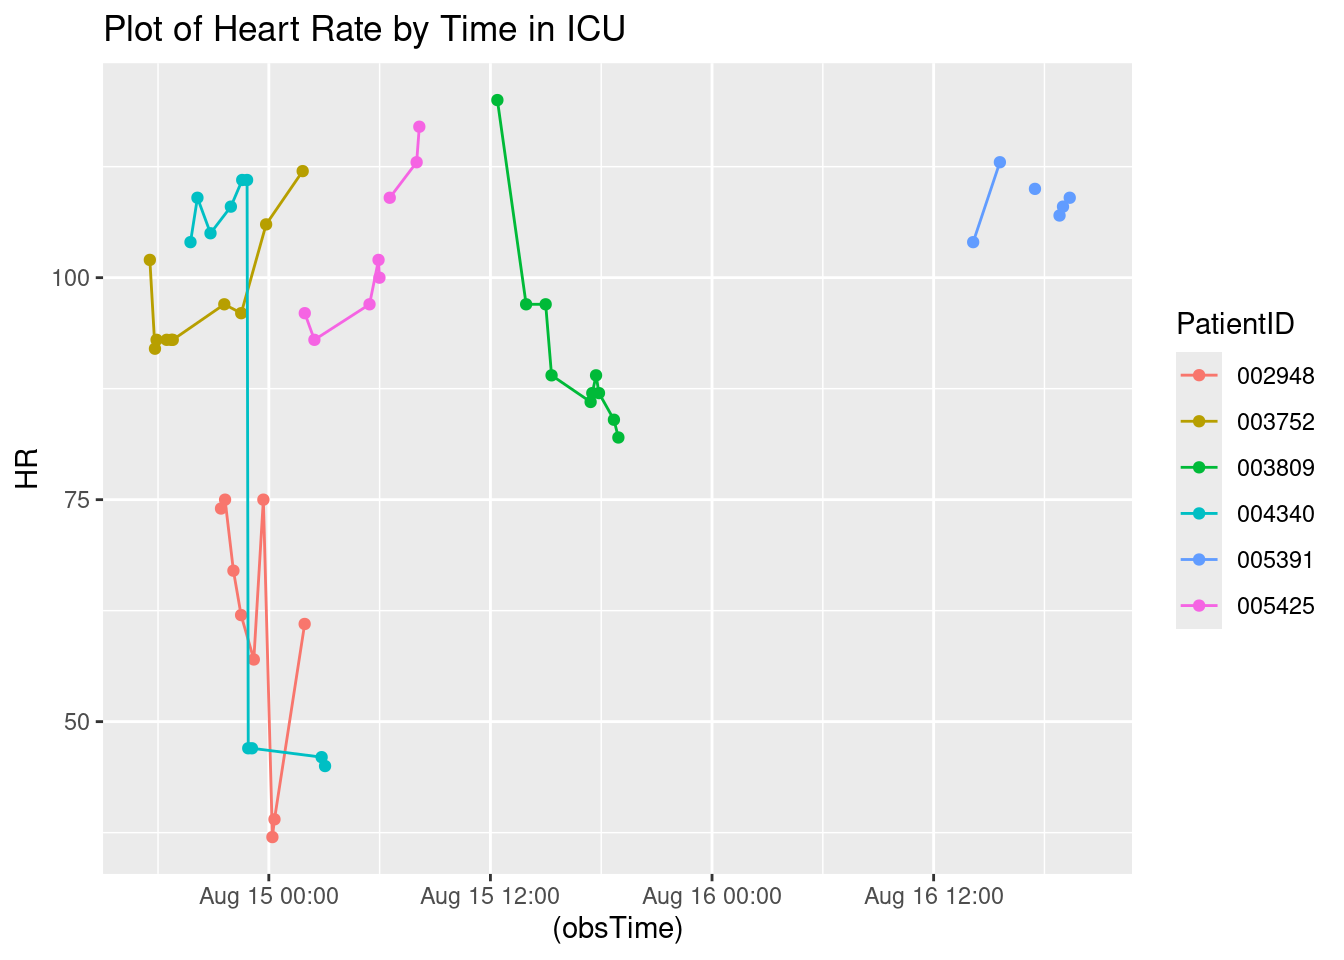 Plot of Heart Rate by Time in ICU
HR
100
75
50
Aug 15 00:00
Aug 15 12:00
Aug 16 00:00
Aug 16 12:00
(obsTime)
PatientID
002948
003752
003809
004340
005391
005425